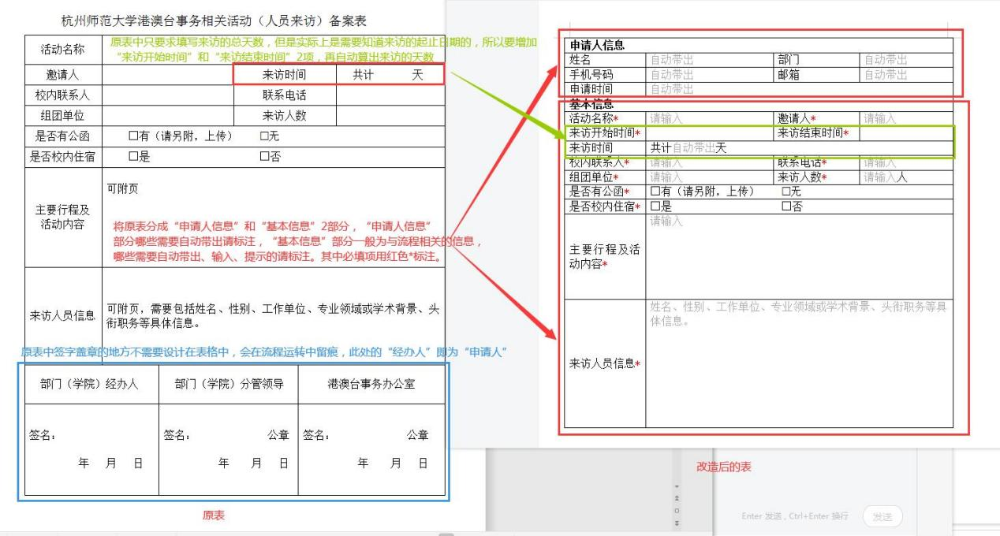 杭州师范大学港澳台事务相关活动（人员来访）备案表
活动名称
原表中只要求填写来访的总天数，但是实际上是需要知道来访的起止日期的，所以要增加
“来访开始时间”和“来访结束时间”2项，再自动算出来访的天数
邀请人 来访时间 共计 天
校内联系人 联系电话
组团单位 来访人数
是否有公函 □有（请另附，上传） □无
是否校内住宿 □是 □否
主要行程及
活动内容
可附页
将原表分成“申请人信息”和“基本信息”2部分，“申请人信息”
部分哪些需要自动带出请标注，“基本信息”部分一般为与流程相关的信息，
哪些需要自动带出、输入、提示的请标注。其中必填项用红色*标注。
来访人员信息
可附页，需要包括姓名、性别、工作单位、专业领域或学术背景、头
衔职务等具体信息。
原表中签字盖章的地方不需要设计在表格中，会在流程运转中留痕，此处的“经办人”即为“申请人”
部门（学院）经办人 部门（学院）分管领导 港澳台事务办公室
签名： 签名： 公章 签名： 公章
年 月 日 年 月 日 年 月 日
原表
申请人信息
姓名 自动带出 部门 自动带出
手机号码 自动带出 邮箱 自动带出
申请时间 自动带出
基本信息
活动名称* 请输入 邀请人* 请输入
来访开始时间* 来访结束时间*
来访时间 共计自动带出天
校内联系人* 请输入 联系电话* 请输入
组团单位* 请输入 来访人数* 请输入人
是否有公函* □有（请另附，上传） □无
是否校内住宿* □是 □否
请输入
主要行程及活
动内容*
姓名、性别、工作单位、专业领域或学术背景、头衔职务等具
体信息。
来访人员信息*
改造后的表
Enter 发送，Ctrl+Enter 换行 发送